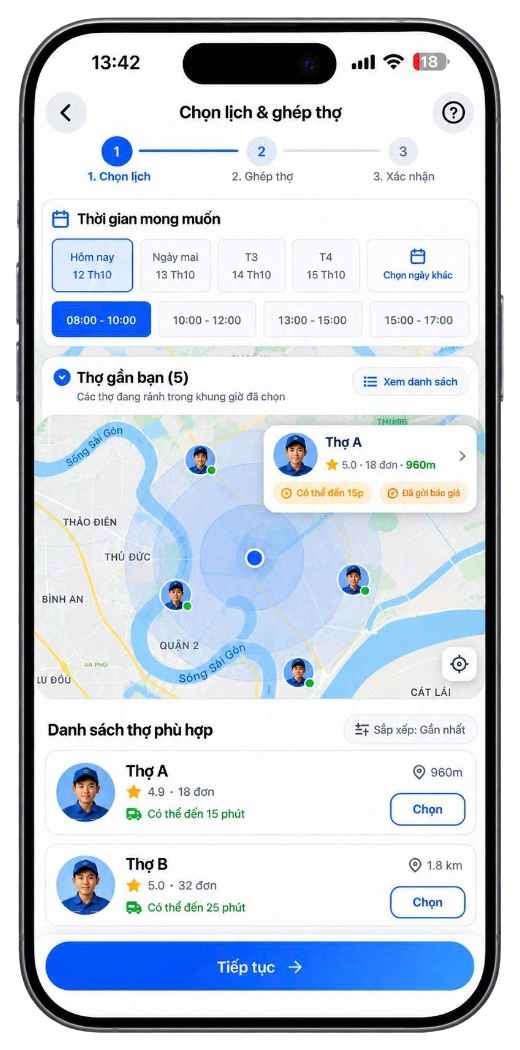 13:42
18
Chọn lịch & ghép thợ
1 2 3
1. Chọn lịch 2. Ghép thợ 3. Xác nhận
Thời gian mong muốn
Hôm nay Ngày mai T3 T4
12 Th10 13 Th10 14 Th10 15 Th10 Chọn ngày khác
08:00 - 10:00 10:00 - 12:00 13:00 - 15:00 15:00 - 17:00
Thợ gần bạn (5)
Xem danh sách
Các thợ đang rảnh trong khung giờ đã chọn
Sông Sài Gòn
Thợ A
5.0 · 18 đơn · 960m
Có thể đến 15p
Đã gửi báo giá
THẢO ĐIỀN
THỦ ĐỨC
BÌNH AN
QUẬN 2
Sông Sài Gòn
AN PHÚ
CÁT LÁI
Danh sách thợ phù hợp
Sắp xếp: Gần nhất
Thợ A
960m
4.9 · 18 đơn
Chọn
Có thể đến 15 phút
Thợ B
1.8 km
5.0 · 32 đơn
Chọn
Có thể đến 25 phút
Tiếp tục